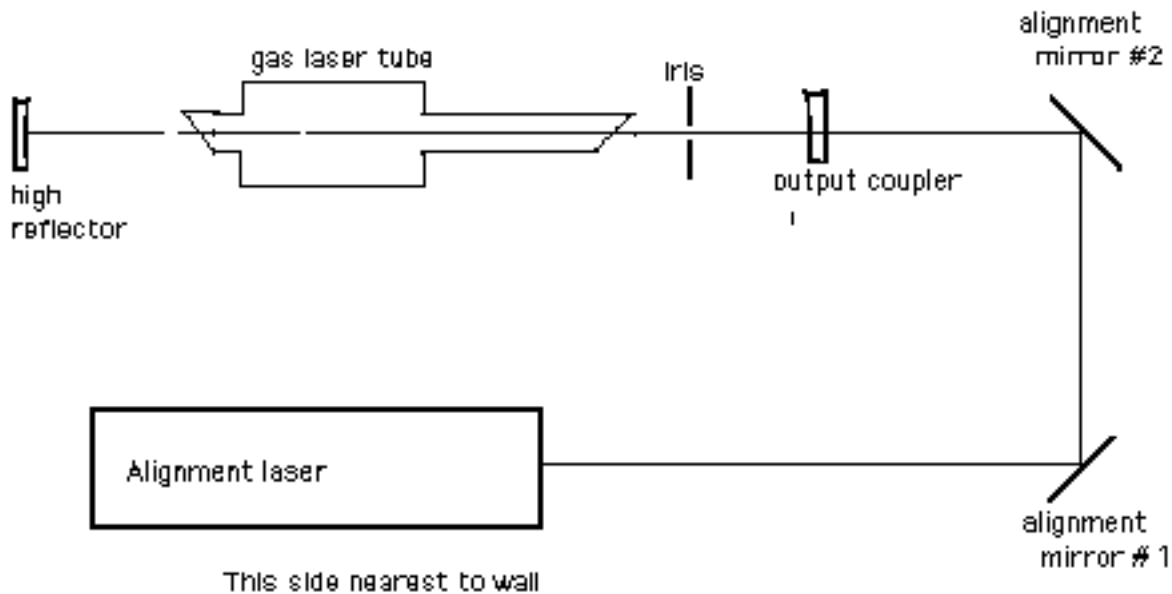 alignment
mirror #2
gas laser tube
iris
output coupler
high
reflector
Alignment laser
alignment
mirror # 1
This side nearest to wall